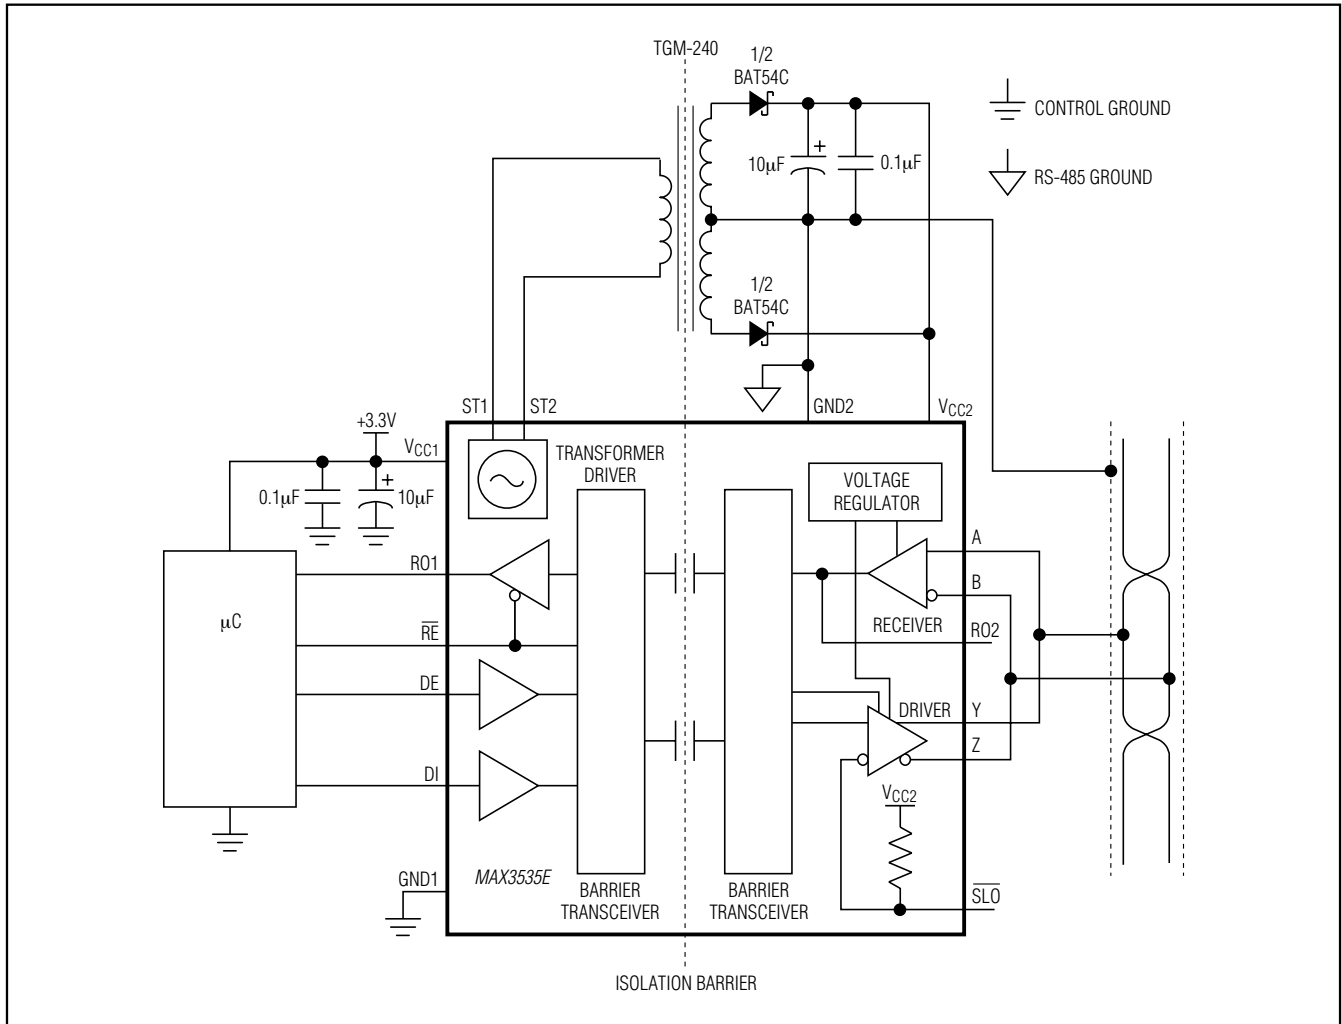 TGM-240
1/2
BAT54C
CONTROL GROUND
10µF
+
0.1µF
RS-485 GROUND
1/2
BAT54C
ST1
ST2
GND2
VCC2
+3.3V
VCC1
TRANSFORMER
DRIVER
VOLTAGE
REGULATOR
0.1µF
+
10µF
A
RO1
B
µC
RE
RECEIVER
RO2
DE
DRIVER
Y
Z
DI
VCC2
GND1
MAX3535E
BARRIER
TRANSCEIVER
BARRIER
TRANSCEIVER
SLO
ISOLATION BARRIER